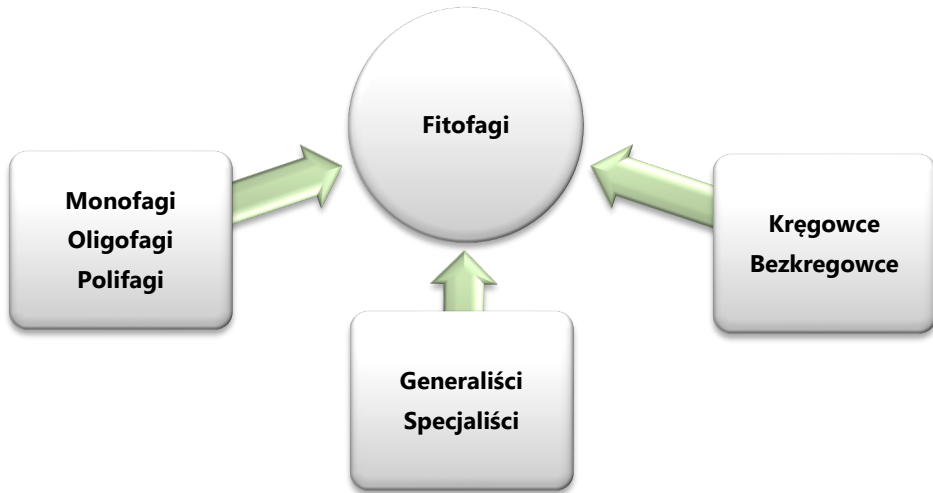 Fitofagi
Monofagi
Oligofagi
Polifagi
Kręgowce
Bezkregowce
Generaliści
Specjaliści